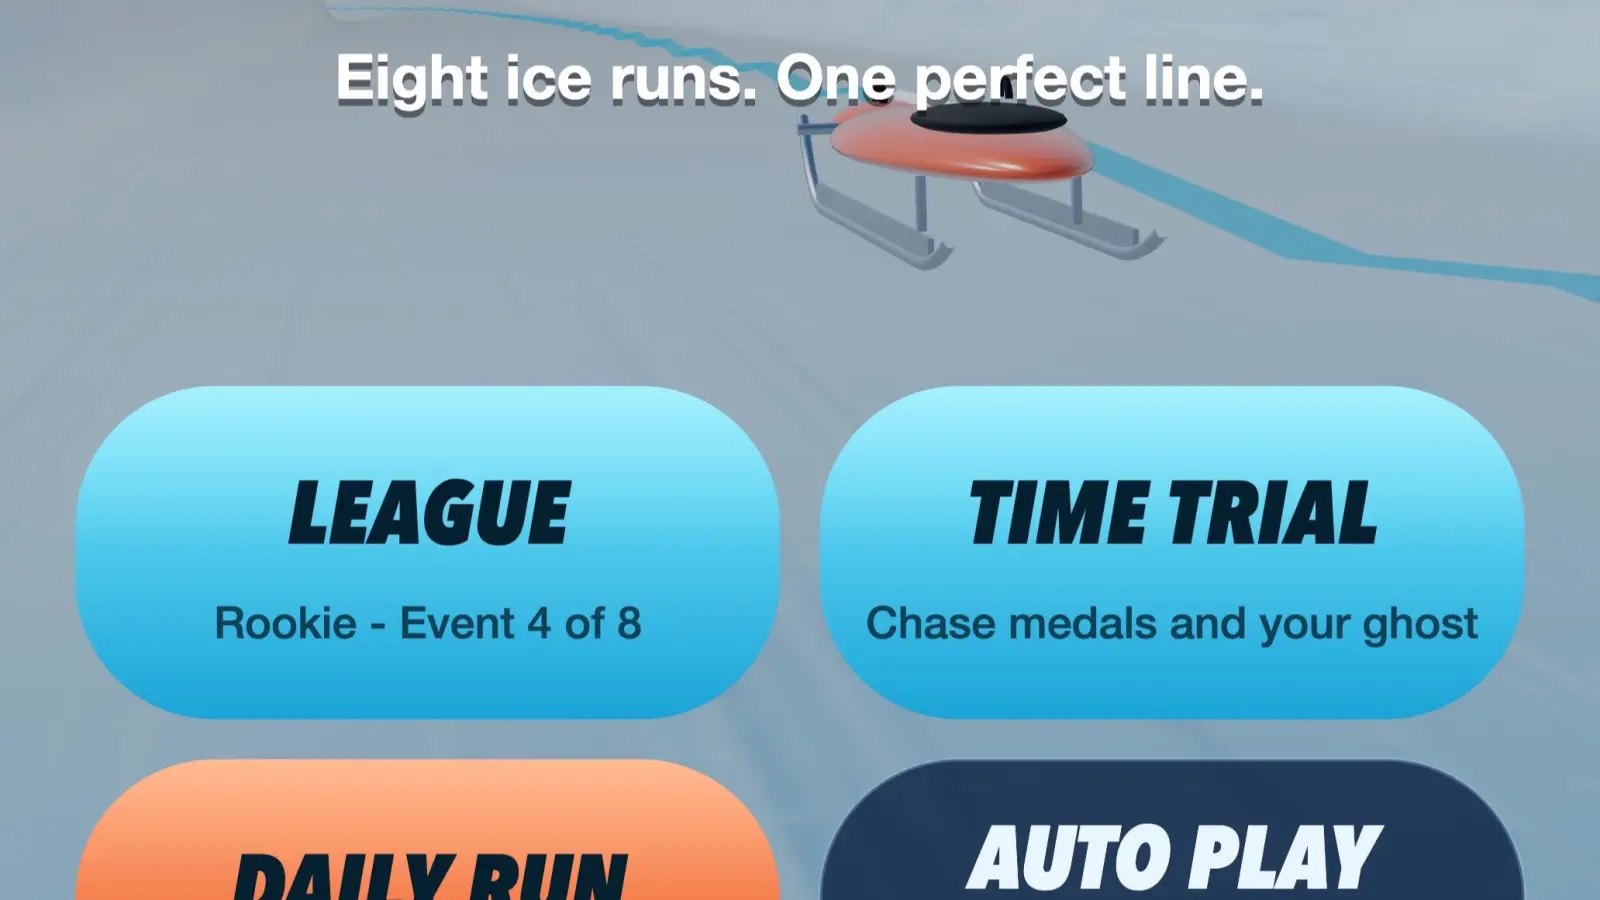 Eight ice runs. One perfect line.
LEAGUE
Rookie - Event 4 of 8
TIME TRIAL
Chase medals and your ghost
DAILY RUN
AUTO PLAY